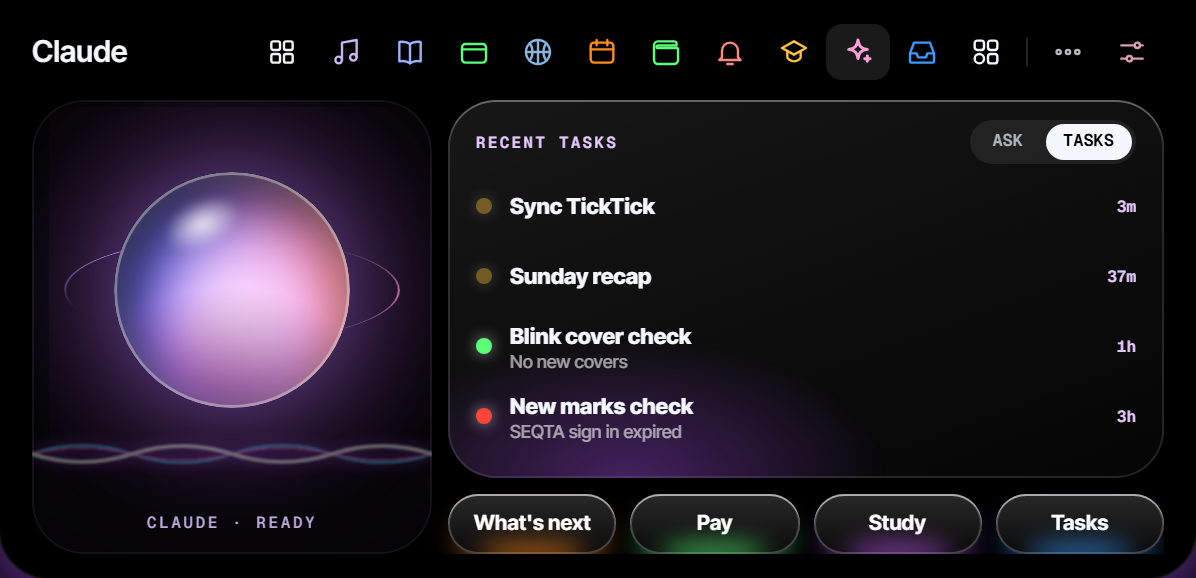 Claude
RECENT TASKS
ASK
TASKS
Sync TickTick
3m
Sunday recap
37m
Blink cover check
No new covers
1h
New marks check
SEQTA sign in expired
3h
CLAUDE · READY
What's next
Pay
Study
Tasks